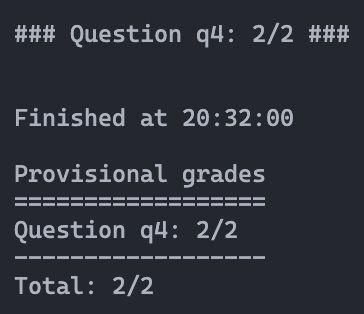 ### Question q4: 2/2 ###
Finished at 20:32:00
Provisional grades
==================
Question q4: 2/2
------------------
Total: 2/2